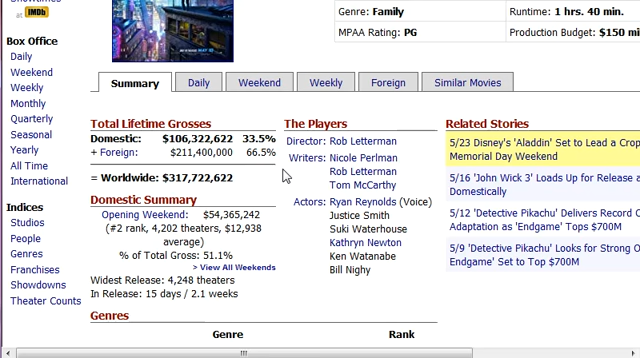 Showtimes
at IMDb
Genre: Family
Runtime: 1 hrs. 40 min.
MPAA Rating: PG
Production Budget: $150 mi
Box Office
Daily
Weekend
Weekly
Monthly
Quarterly
Seasonal
Yearly
All Time
International
Indices
Studios
People
Genres
Franchises
Showdowns
Theater Counts
Summary
Daily
Weekend
Weekly
Foreign
Similar Movies
Total Lifetime Grosses
Domestic: $106,322,622 33.5%
+ Foreign: $211,400,000 66.5%
= Worldwide: $317,722,622
Domestic Summary
Opening Weekend: $54,365,242
(#2 rank, 4,202 theaters, $12,938
average)
% of Total Gross: 51.1%
> View All Weekends
Widest Release: 4,248 theaters
In Release: 15 days / 2.1 weeks
The Players
Director: Rob Letterman
Writers: Nicole Perlman
Rob Letterman
Tom McCarthy
Actors: Ryan Reynolds (Voice)
Justice Smith
Suki Waterhouse
Kathryn Newton
Ken Watanabe
Bill Nighy
Related Stories
5/23 Disney's 'Aladdin' Set to Lead a Crop
Memorial Day Weekend
5/16 'John Wick 3' Loads Up for Release a
Domestically
5/12 'Detective Pikachu' Delivers Record O
Adaptation as 'Endgame' Tops $700M
5/9 'Detective Pikachu' Looks for Strong O
Endgame' Set to Top $700M
Genres
Genre Rank